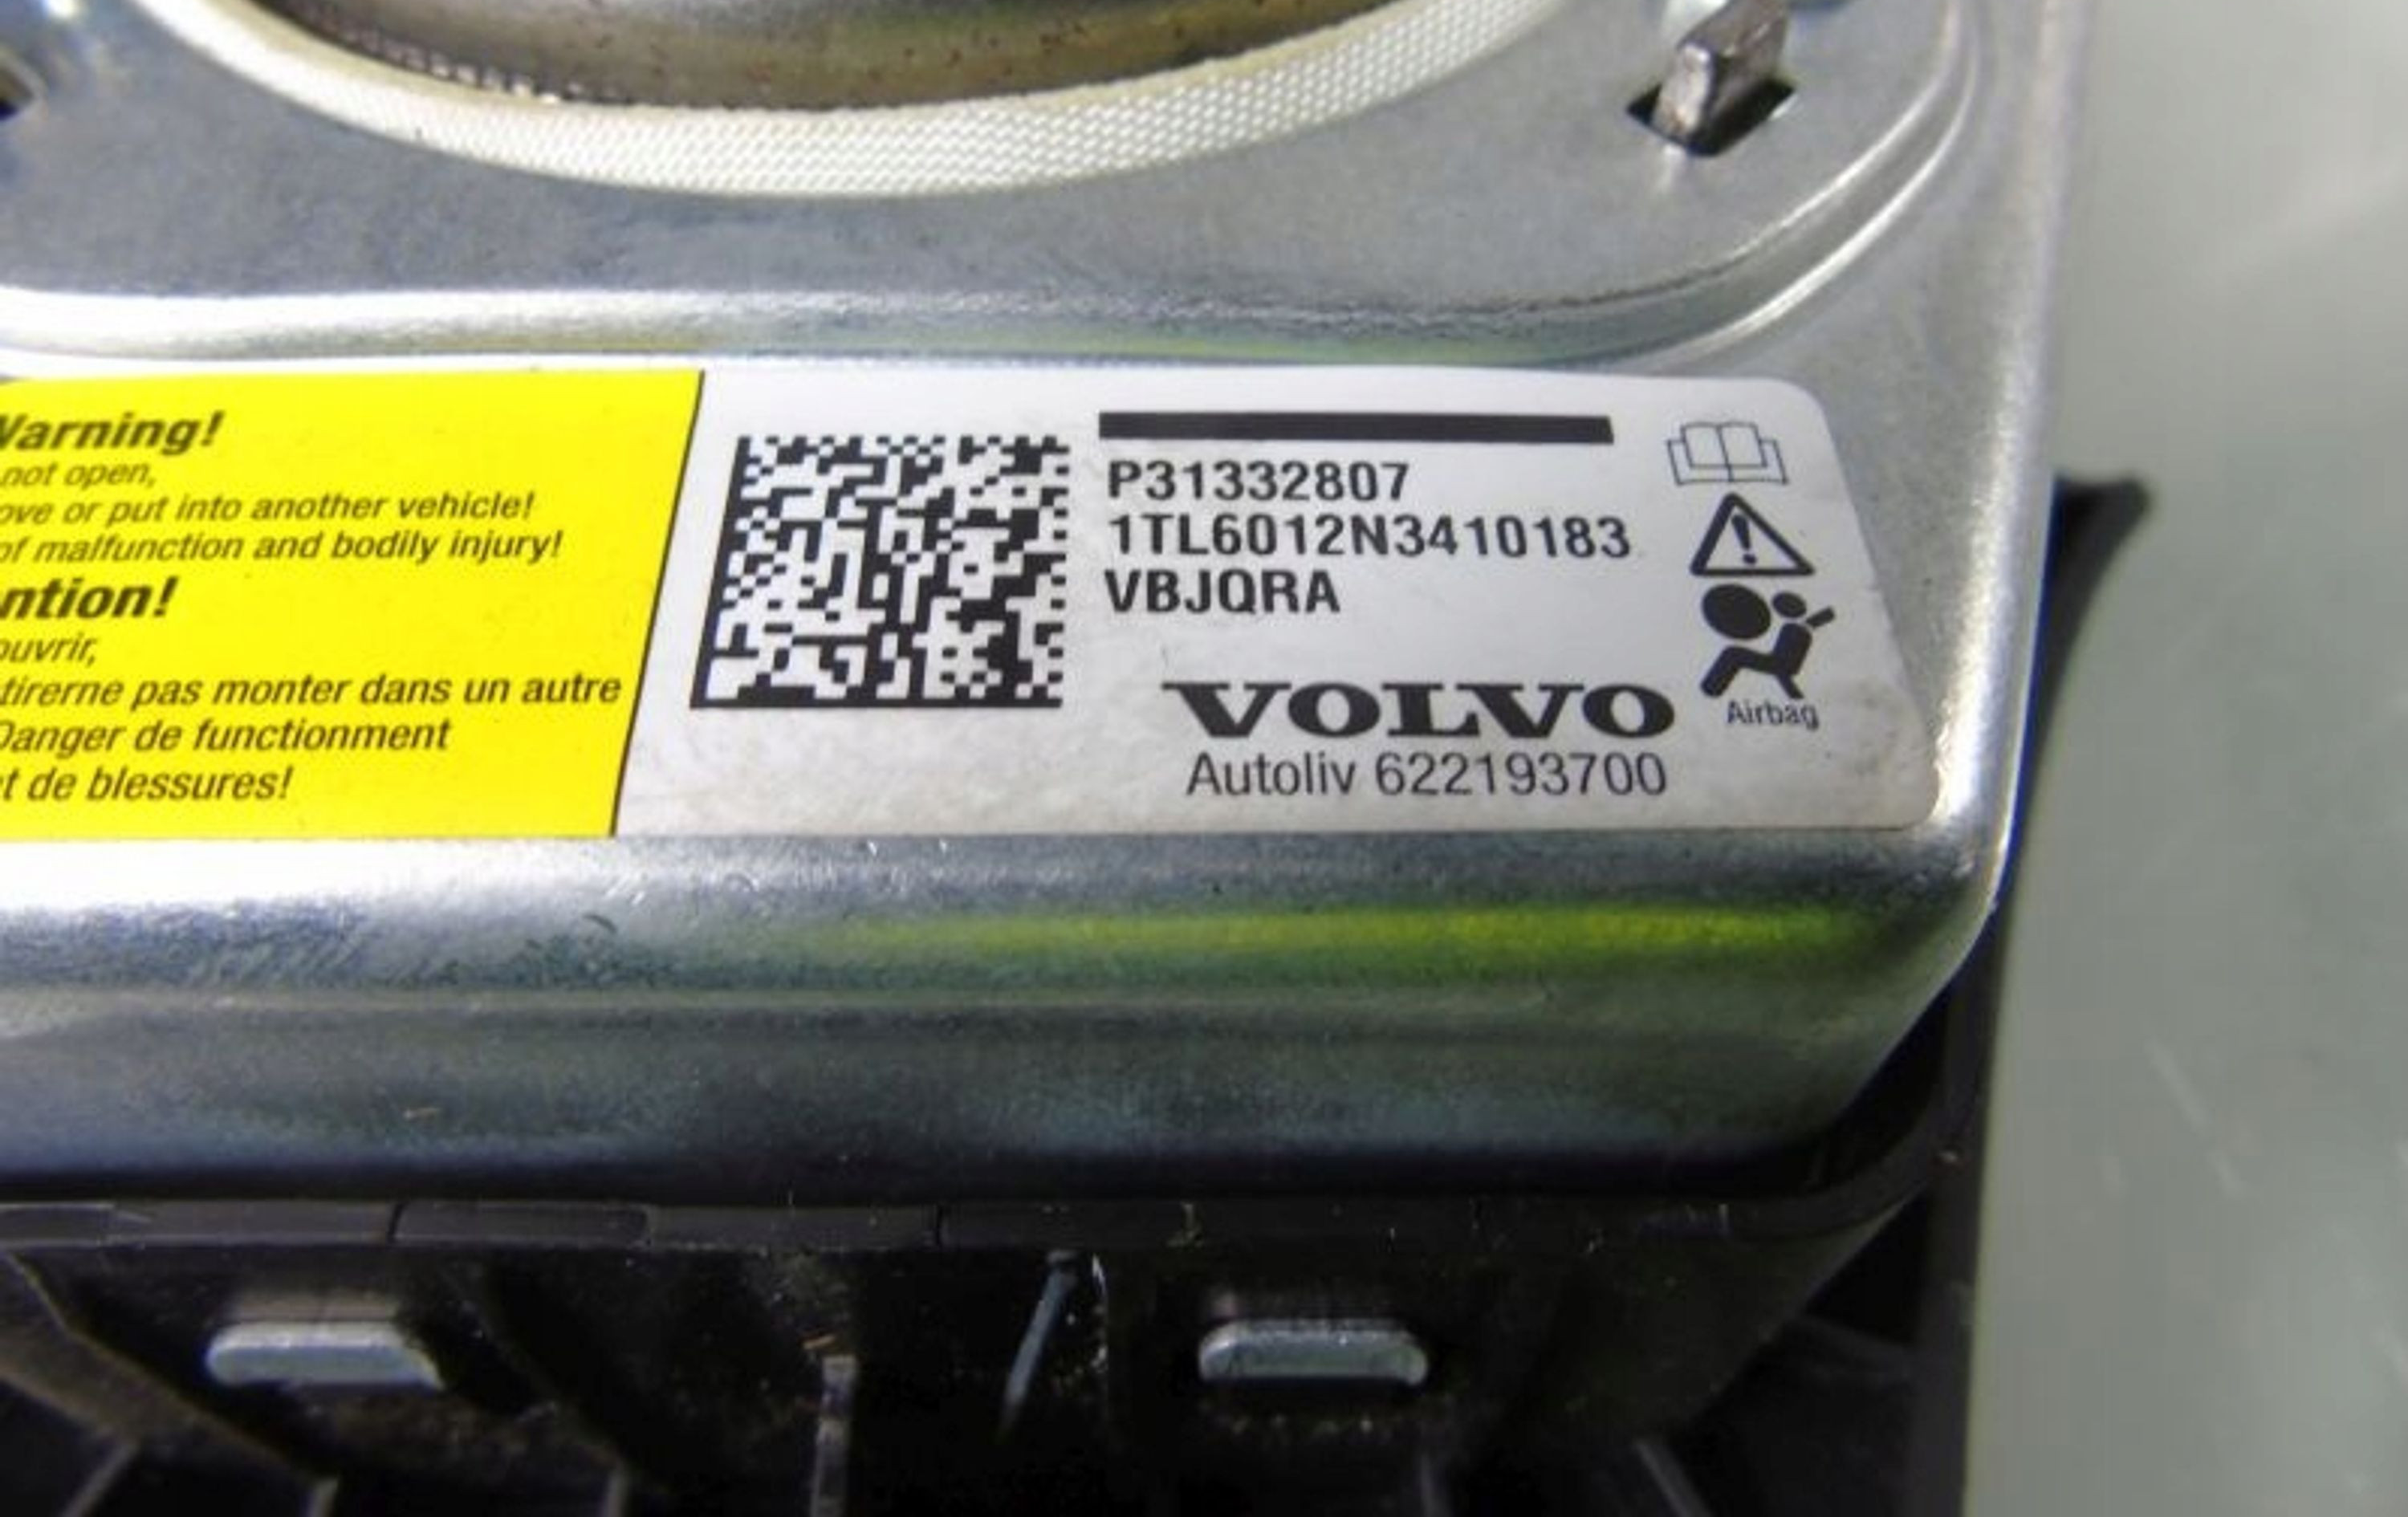 Warning!
not open,
ove or put into another vehicle!
of malfunction and bodily injury!
ntion!
ouvrir,
tirerne pas monter dans un autre
Danger de functionment
t de blessures!
P31332807
1TL6012N3410183
VBJQRA
VOLVO
Autoliv 622193700
Airbag